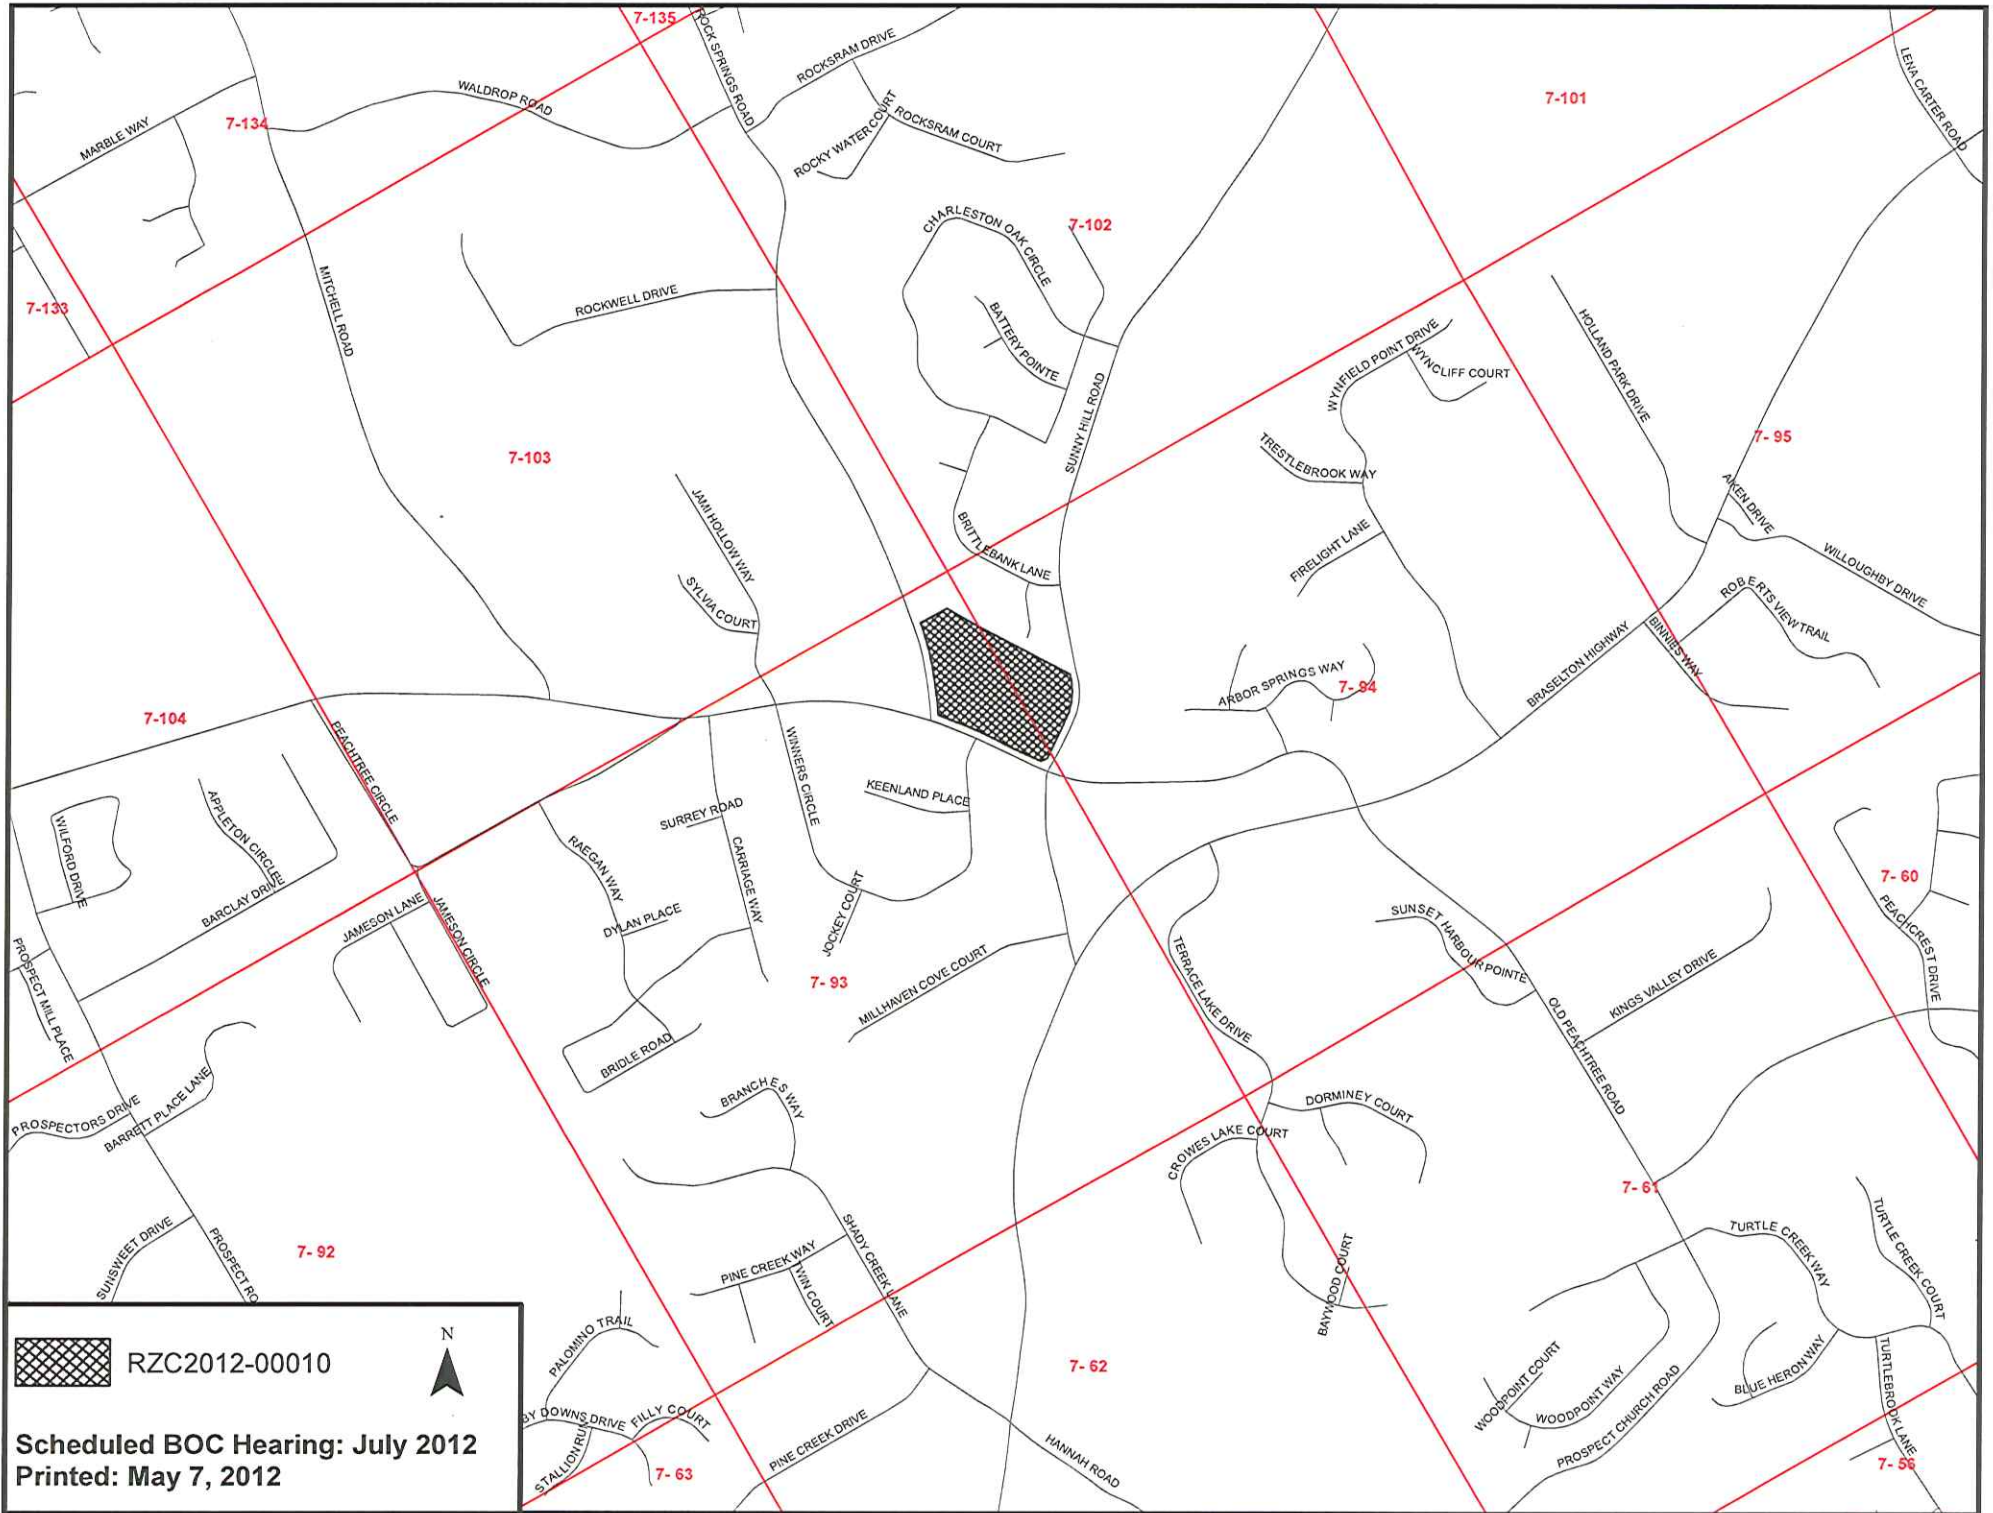 7-135
ROCK SPRINGS ROAD
ROCKSRAM DRIVE
LENA CARTER ROAD
WALDROP ROAD
7-101
MARBLE WAY
7-134
ROCKY WATER COURT
ROCKSRAM COURT
CHARLESTON OAK CIRCLE
7-102
MITCHELL ROAD
7-133
ROCKWELL DRIVE
BATTERY POINTE
HOLLAND PARK DRIVE
WYNFIELD POINT DRIVE
WYNCLIFF COURT
SUNNY HILL ROAD
7-103
TRESTLEBROOK WAY
7- 95
JAMI HOLLOW WAY
AIKEN DRIVE
BRITTLEBANK LANE
FIRELIGHT LANE
WILLOUGHBY DRIVE
SYLVIA COURT
ROBERTS VIEW TRAIL
BINNIES WAY
BRASELTON HIGHWAY
ARBOR SPRINGS WAY
7- 94
7-104
PEACHTREE CIRCLE
WINNERS CIRCLE
KEENLAND PLACE
APPLETON CIRCLE
SURREY ROAD
WILFORD DRIVE
RAEGAN WAY
CARRIAGE WAY
BARCLAY DRIVE
JOCKEY COURT
7- 60
JAMESON LANE
JAMESON CIRCLE
DYLAN PLACE
SUNSET HARBOUR POINTE
PEACHCREST DRIVE
PROSPECT MILL PLACE
TERRACE LAKE DRIVE
MILLHAVEN COVE COURT
7- 93
KINGS VALLEY DRIVE
OLD PEACHTREE ROAD
BRIDLE ROAD
BARRETT PLACE LANE
BRANCHES WAY
PROSPECTORS DRIVE
DORMINEY COURT
CROWES LAKE COURT
7- 61
SUNSWEET DRIVE
PROSPECT RO
7- 92
SHADY CREEK LANE
PINE CREEK WAY
TWIN COURT
BAYWOOD COURT
TURTLE CREEK WAY
TURTLE CREEK COURT
PALOMINO TRAIL
7- 62
WOODPOINT COURT
WOODPOINT WAY
BLUE HERON WAY
TURTLEBROOK LANE
BY DOWNS DRIVE
FILLY COURT
STALLION RUN
PINE CREEK DRIVE
HANNAH ROAD
PROSPECT CHURCH ROAD
7- 63
7- 56
N
RZC2012-00010
Scheduled BOC Hearing: July 2012
Printed: May 7, 2012